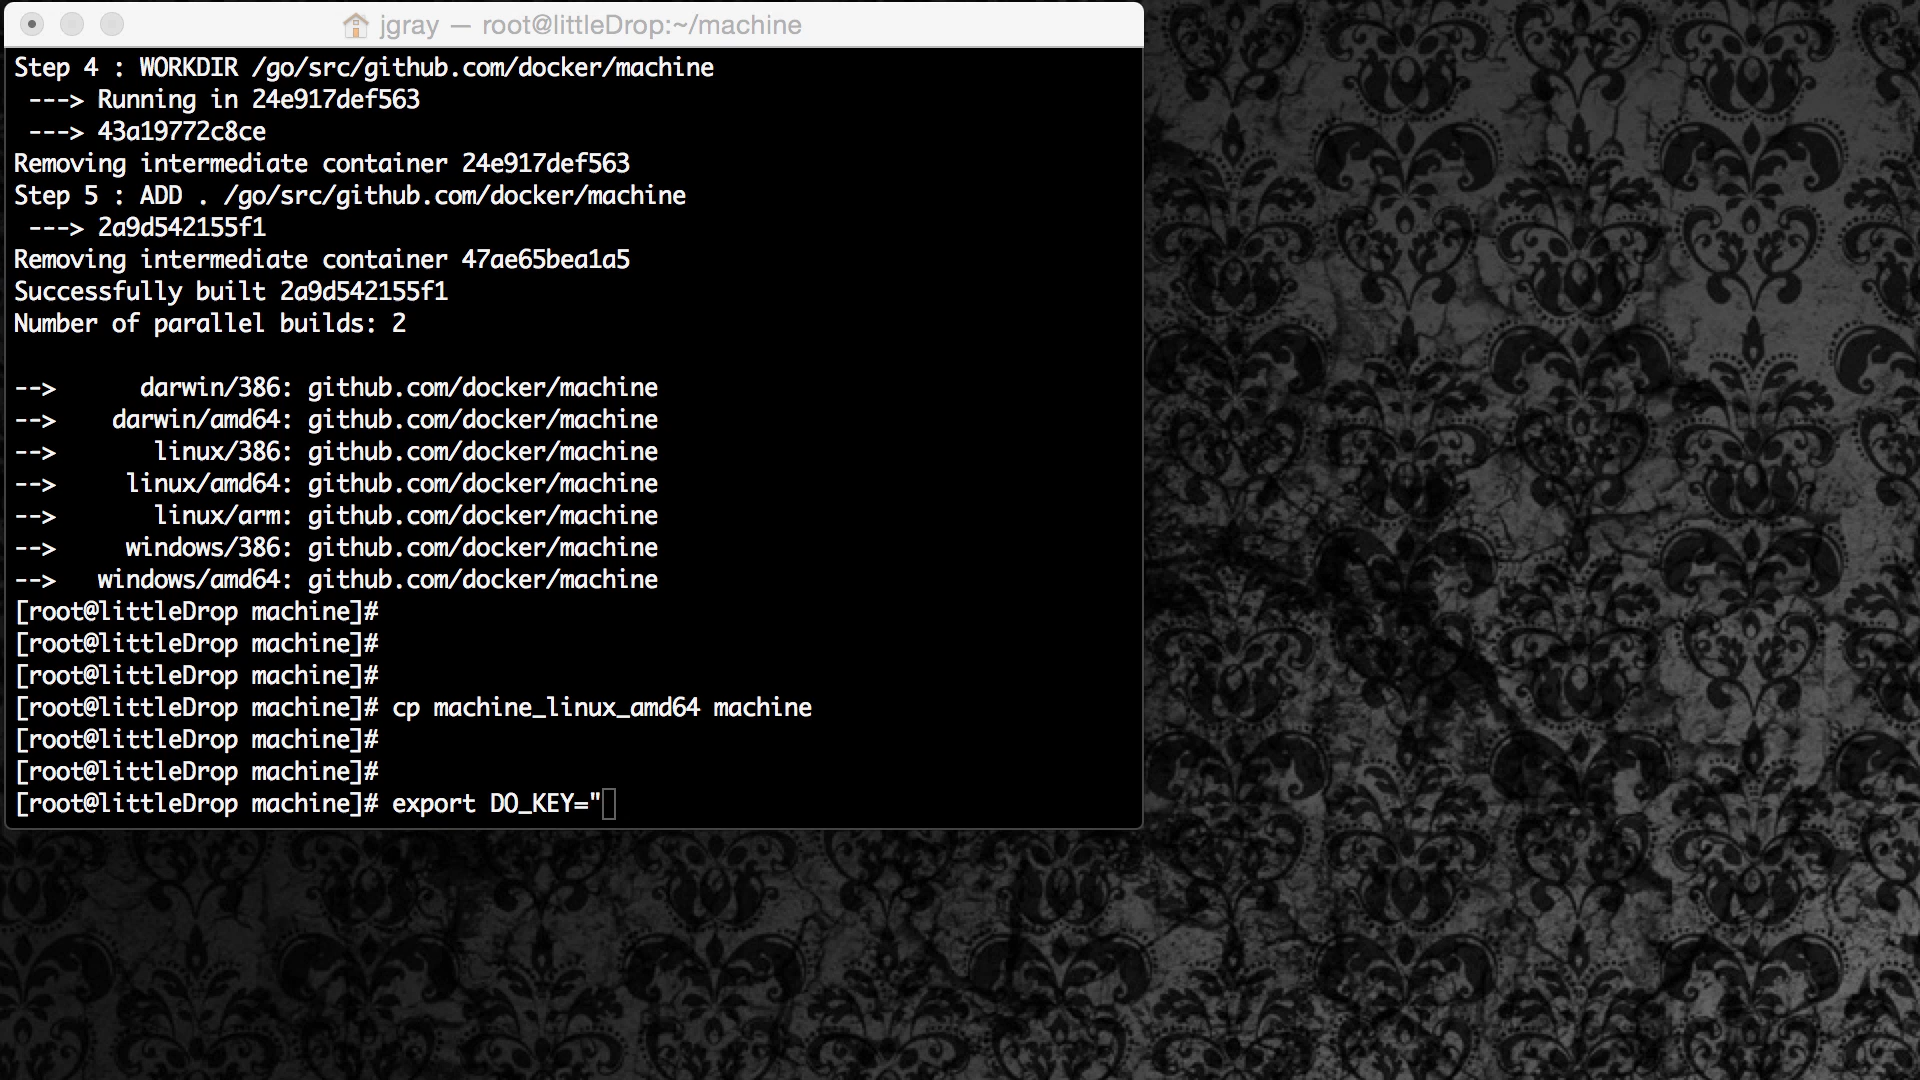 jgray — root@littleDrop:~/machine
Step 4 : WORKDIR /go/src/github.com/docker/machine
 ---> Running in 24e917def563
 ---> 43a19772c8ce
Removing intermediate container 24e917def563
Step 5 : ADD . /go/src/github.com/docker/machine
 ---> 2a9d542155f1
Removing intermediate container 47ae65bea1a5
Successfully built 2a9d542155f1
Number of parallel builds: 2
-->      darwin/386: github.com/docker/machine
-->    darwin/amd64: github.com/docker/machine
-->       linux/386: github.com/docker/machine
-->     linux/amd64: github.com/docker/machine
-->       linux/arm: github.com/docker/machine
-->     windows/386: github.com/docker/machine
-->   windows/amd64: github.com/docker/machine
[root@littleDrop machine]#
[root@littleDrop machine]#
[root@littleDrop machine]#
[root@littleDrop machine]# cp machine_linux_amd64 machine
[root@littleDrop machine]#
[root@littleDrop machine]#
[root@littleDrop machine]# export DO_KEY="